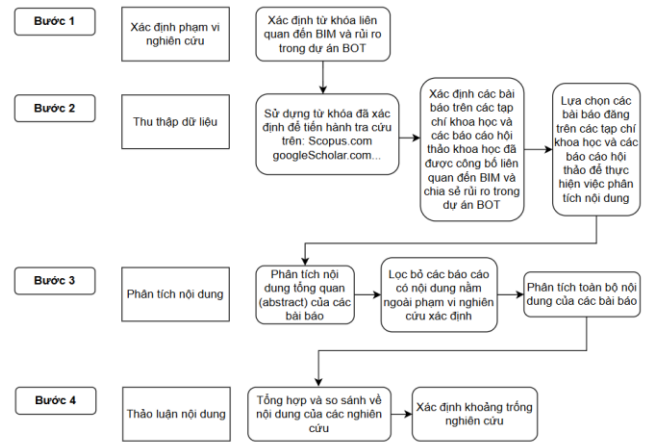 Bước 1
Xác định phạm vi
nghiên cứu
Xác định từ khóa liên
quan đến BIM và rủi ro
trong dự án BOT
Bước 2
Thu thập dữ liệu
Sử dụng từ khóa đã xác
định để tiến hành tra cứu
trên: Scopus.com
googleScholar.com...
Xác định các bài
báo trên các tạp
chí khoa học và
các báo cáo hội
thảo khoa học đã
được công bố liên
quan đến BIM và
chia sẻ rủi ro trong
dự án BOT
Lựa chọn các
bài báo đăng
trên các tạp chí
khoa học và các
báo cáo hội
thảo để thực
hiện việc phân
tích nội dung
Bước 3
Phân tích nội dung
Phân tích nội
dung tổng quan
(abstract) của các
bài báo
Lọc bỏ các báo cáo
có nội dung nằm
ngoài phạm vi nghiên
cứu xác định
Phân tích toàn bộ nội
dung của các bài báo
Bước 4
Thảo luận nội dung
Tổng hợp và so sánh về
nội dung của các nghiên
cứu
Xác định khoảng trống
nghiên cứu